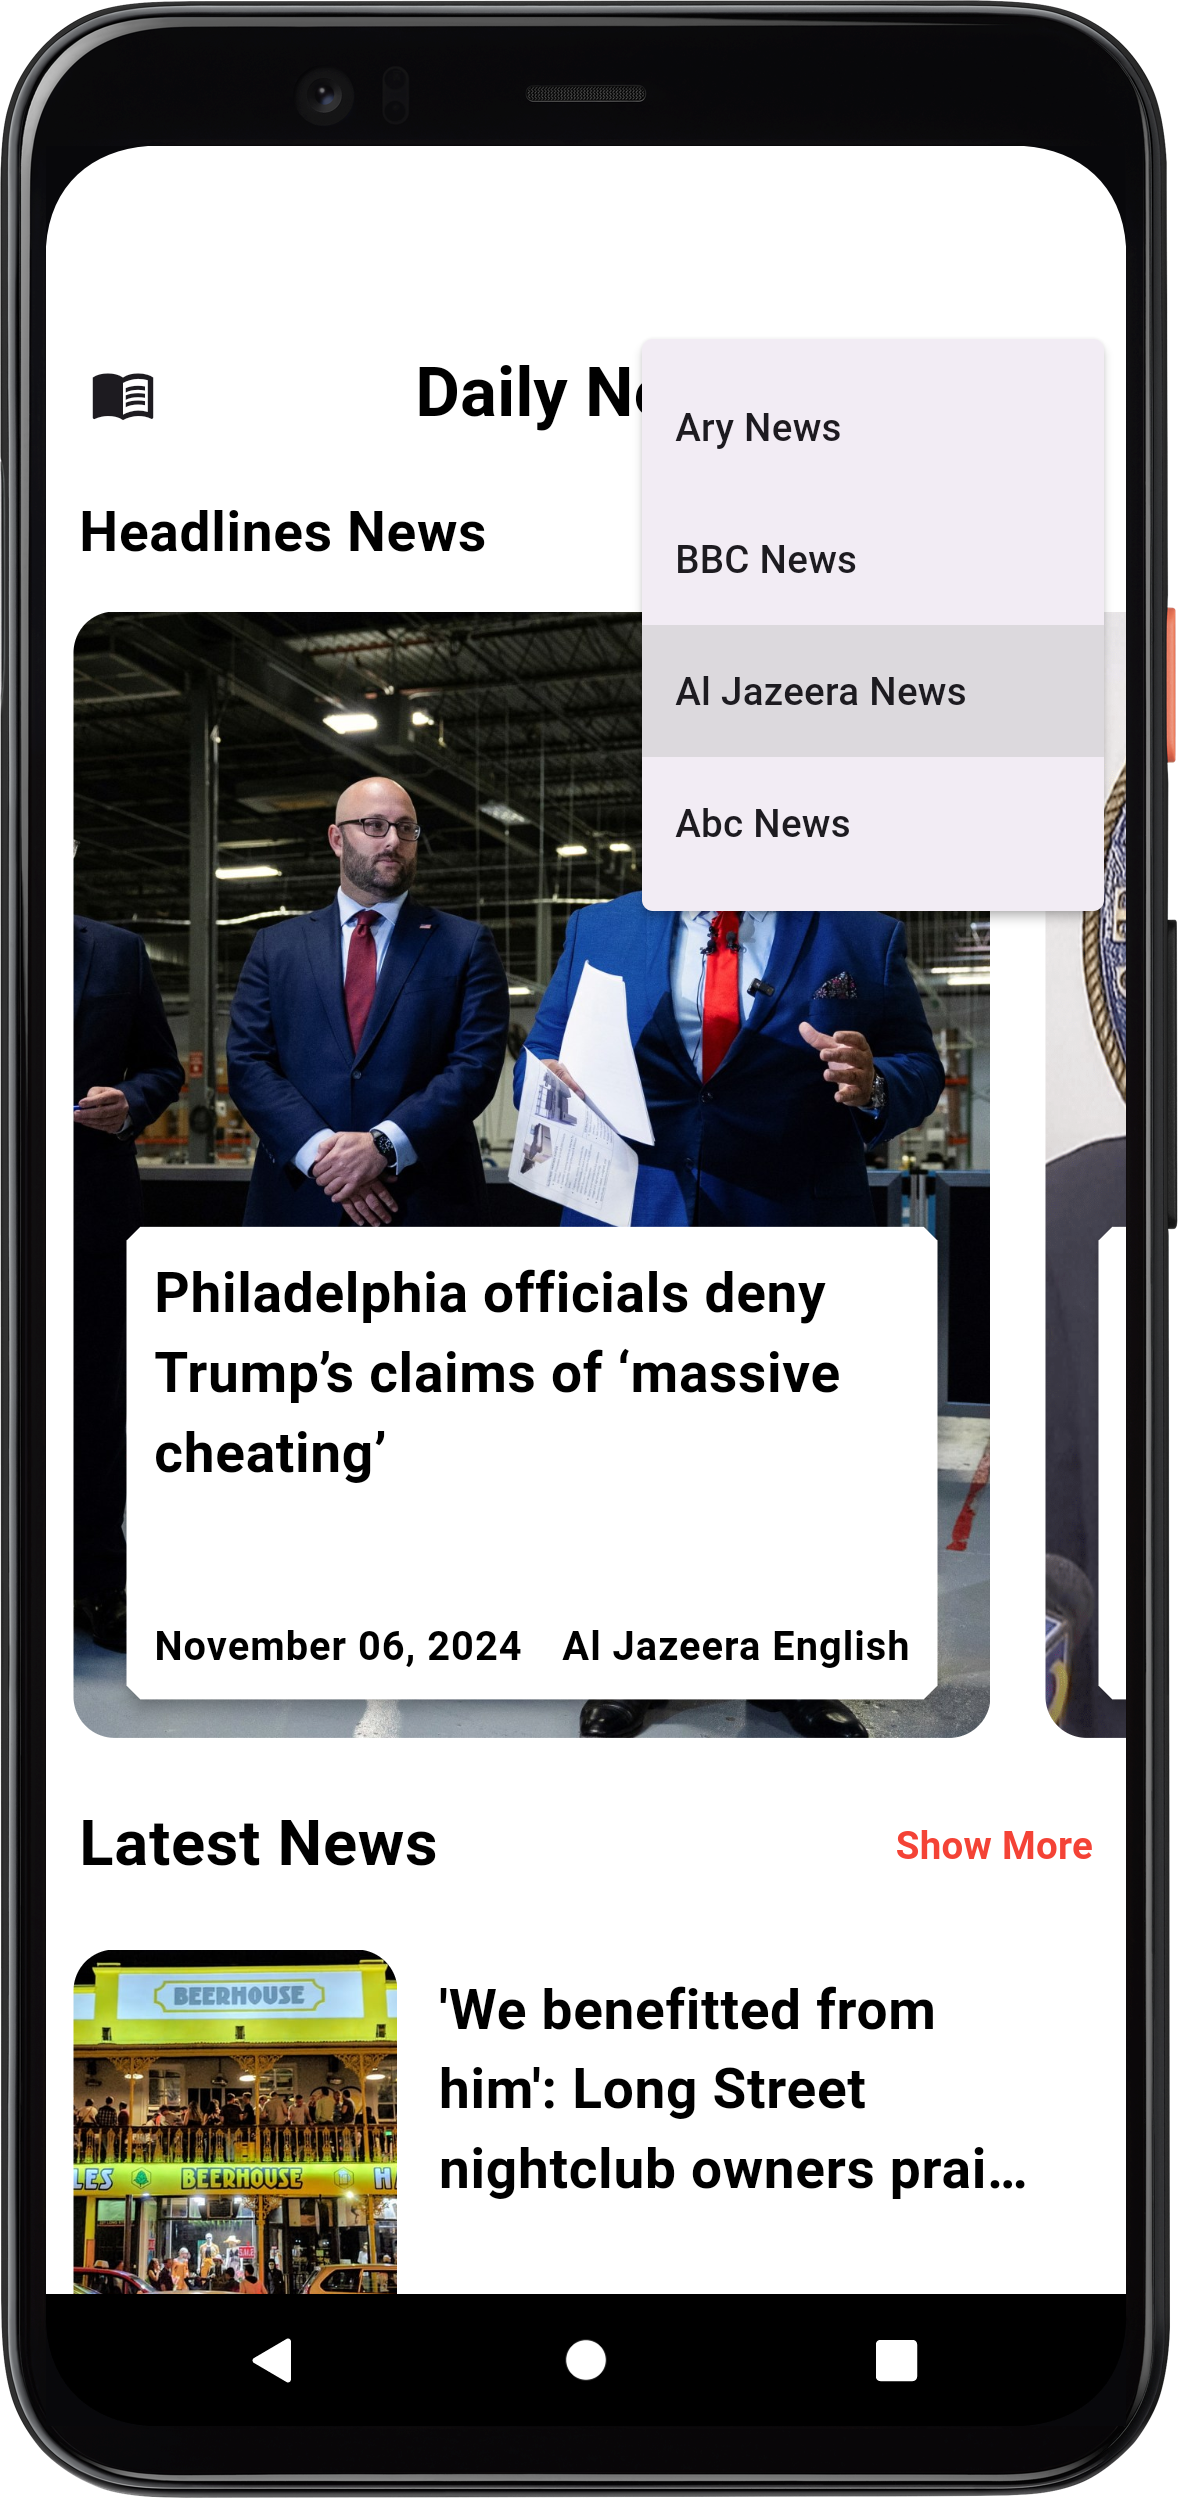 Daily Ne
Ary News
BBC News
Al Jazeera News
Abc News
Headlines News
Philadelphia officials deny
Trump’s claims of ‘massive
cheating’
November 06, 2024 Al Jazeera English
Latest News
Show More
BEERHOUSE
LES BEERHOUSE HA
'We benefitted from
him': Long Street
nightclub owners prai...